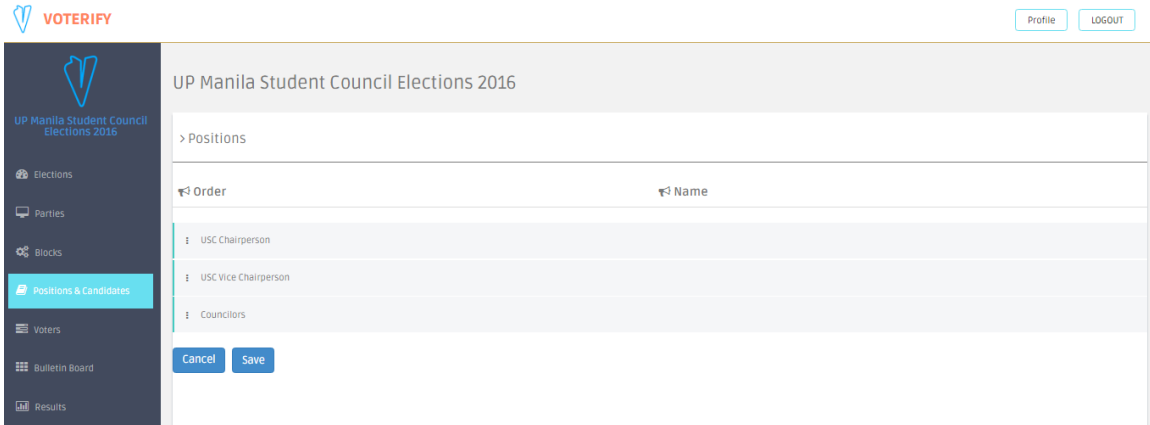 VOTERIFY
Profile
LOGOUT
UP Manila Student Council
Elections 2016
Elections
Parties
Blocks
Positions & Candidates
Voters
Bulletin Board
Results
UP Manila Student Council Elections 2016
> Positions
Order
Name
USC Chairperson
USC Vice Chairperson
Councilors
Cancel
Save